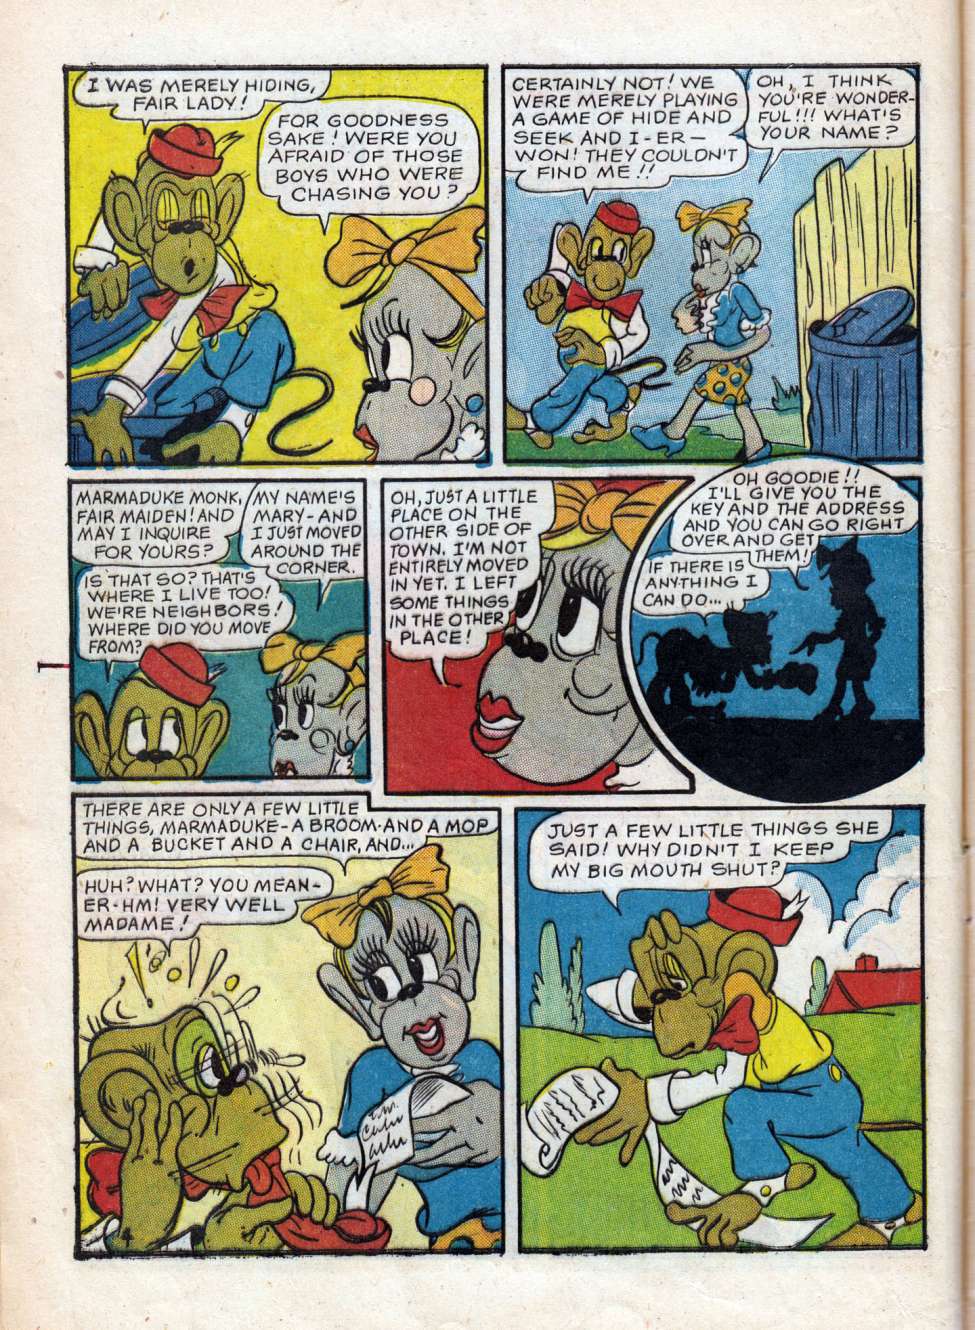 I WAS MERELY HIDING,
FAIR LADY!
FOR GOODNESS
SAKE! WERE YOU
AFRAID OF THOSE
BOYS WHO WERE
CHASING YOU?
CERTAINLY NOT! WE
WERE MERELY PLAYING
A GAME OF HIDE AND
SEEK AND I-ER-
WON! THEY COULDN'T
FIND ME!!
OH, I THINK
YOU'RE WONDER-
FUL!!! WHAT'S
YOUR NAME?
MARMADUKE MONK,
FAIR MAIDEN! AND
MAY I INQUIRE
FOR YOURS?
MY NAME'S
MARY-AND
I JUST MOVED
AROUND THE
CORNER.
IS THAT SO? THAT'S
WHERE I LIVE TOO!
WE'RE NEIGHBORS!
WHERE DID YOU MOVE
FROM?
OH, JUST A LITTLE
PLACE ON THE
OTHER SIDE OF
TOWN. I'M NOT
ENTIRELY MOVED
IN YET. I LEFT
SOME THINGS
IN THE OTHER
PLACE!
OH GOODIE!!
I'LL GIVE YOU THE
KEY AND THE ADDRESS
AND YOU CAN GO RIGHT
OVER AND GET
THEM!
IF THERE IS
ANYTHING I
CAN DO...
THERE ARE ONLY A FEW LITTLE
THINGS, MARMADUKE-A BROOM-AND A MOP
AND A BUCKET AND A CHAIR, AND...
HUH? WHAT? YOU MEAN-
ER-HM! VERY WELL
MADAME!
JUST A FEW LITTLE THINGS SHE
SAID! WHY DIDN'T I KEEP
MY BIG MOUTH SHUT?